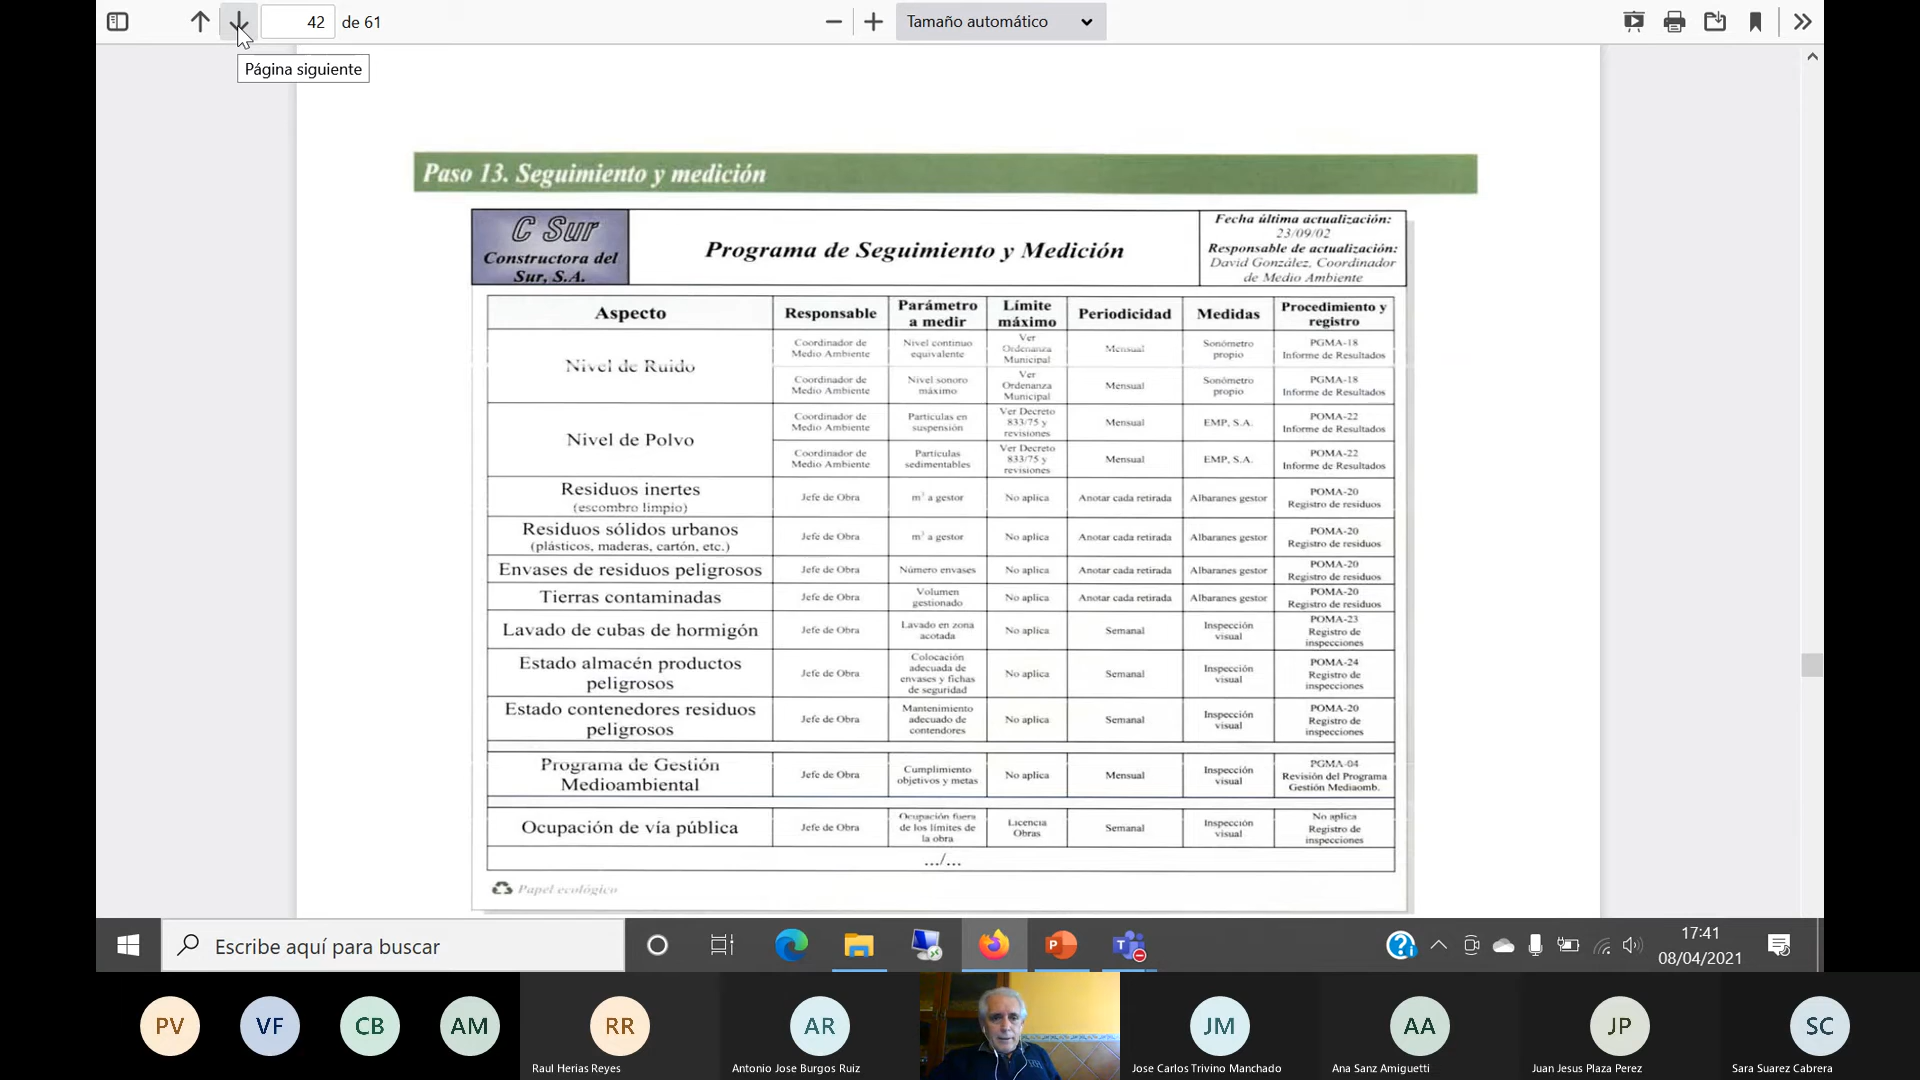 42 de 61
Tamaño automático
Página siguiente
Paso 13. Seguimiento y medición
C Sur
Constructora del
Sur, S.A.
Programa de Seguimiento y Medición
Fecha última actualización:
23/09/02
Responsable de actualización:
David González, Coordinador
de Medio Ambiente
Aspecto
Responsable
Parámetro
a medir
Límite
máximo
Periodicidad
Medidas
Procedimiento y
registro
Nivel de Ruido
Coordinador de
Medio Ambiente
Nivel continuo
equivalente
Ver
Ordenanza
Municipal
Mensual
Sonómetro
propio
PGMA-18
Informe de Resultados
Coordinador de
Medio Ambiente
Nivel sonoro
máximo
Ver
Ordenanza
Municipal
Mensual
Sonómetro
propio
PGMA-18
Informe de Resultados
Nivel de Polvo
Coordinador de
Medio Ambiente
Partículas en
suspensión
Ver Decreto
833/75 y
revisiones
Mensual
EMP, S.A.
POMA-22
Informe de Resultados
Coordinador de
Medio Ambiente
Partículas
sedimentables
Ver Decreto
833/75 y
revisiones
Mensual
EMP, S.A.
POMA-22
Informe de Resultados
Residuos inertes
(escombro limpio)
Jefe de Obra
m³ a gestor
No aplica
Anotar cada retirada
Albaranes gestor
POMA-20
Registro de residuos
Residuos sólidos urbanos
(plásticos, maderas, cartón, etc.)
Jefe de Obra
m³ a gestor
No aplica
Anotar cada retirada
Albaranes gestor
POMA-20
Registro de residuos
Envases de residuos peligrosos
Jefe de Obra
Número envases
No aplica
Anotar cada retirada
Albaranes gestor
POMA-20
Registro de residuos
Tierras contaminadas
Jefe de Obra
Volumen
gestionado
No aplica
Anotar cada retirada
Albaranes gestor
POMA-20
Registro de residuos
Lavado de cubas de hormigón
Jefe de Obra
Lavado en zona
acotada
No aplica
Semanal
Inspección
visual
POMA-23
Registro de
inspecciones
Estado almacén productos
peligrosos
Jefe de Obra
Colocación
adecuada de
envases y fichas
de seguridad
No aplica
Semanal
Inspección
visual
POMA-24
Registro de
inspecciones
Estado contenedores residuos
peligrosos
Jefe de Obra
Mantenimiento
adecuado de
contendores
No aplica
Semanal
Inspección
visual
POMA-20
Registro de
inspecciones
Programa de Gestión
Medioambiental
Jefe de Obra
Cumplimiento
objetivos y metas
No aplica
Mensual
Inspección
visual
PGMA-04
Revisión del Programa
Gestión Mediaomb.
Ocupación de vía pública
Jefe de Obra
Ocupación fuera
de los límites de
la obra
Licencia
Obras
Semanal
Inspección
visual
No aplica
Registro de
inspecciones
.../...
Papel ecológico
Escribe aquí para buscar
17:41
08/04/2021
PV
VF
CB
AM
RR
AR
JM
AA
JP
SC
Raul Herias Reyes
Antonio Jose Burgos Ruiz
Jose Carlos Trivino Manchado
Ana Sanz Amiguetti
Juan Jesus Plaza Perez
Sara Suarez Cabrera